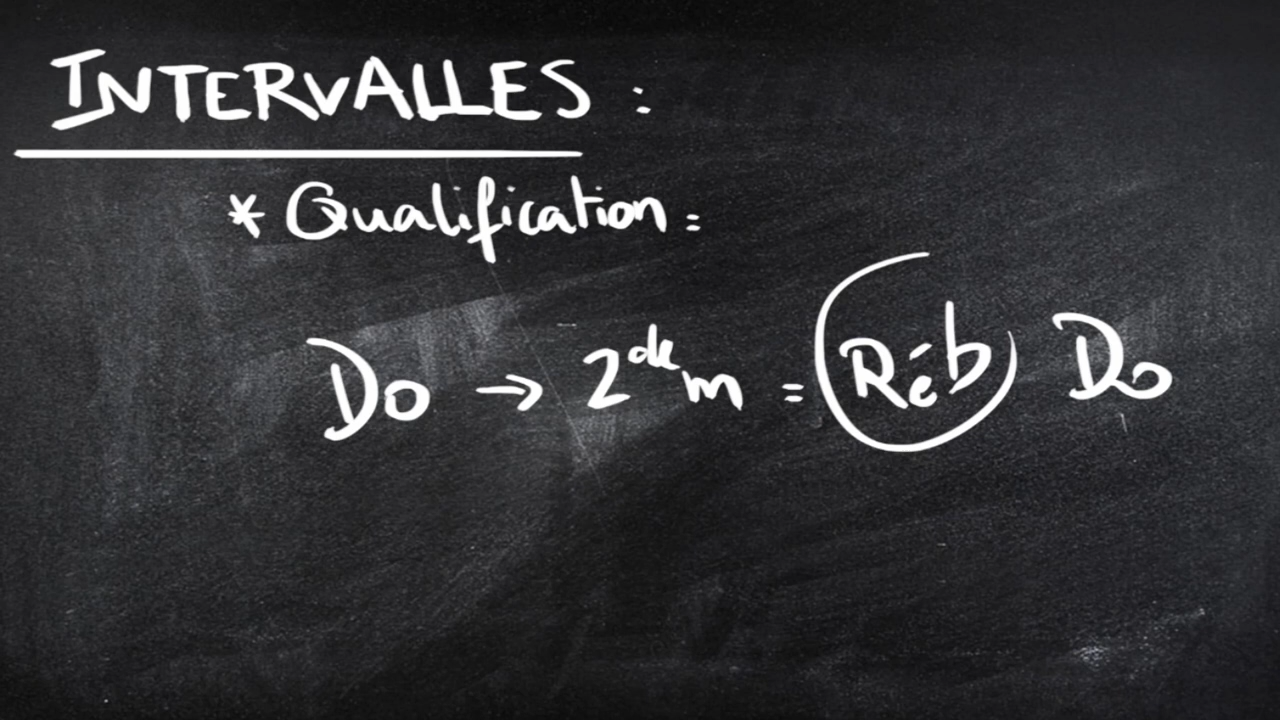 INTERVALLES :
* Qualification :
Do → 2de m = Réb Do